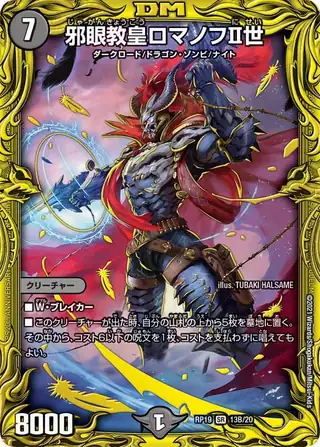 DM
じゃがんきょうこう にせい
7
邪眼教皇ロマノフⅡ世
ダークロード/ドラゴン・ゾンビ/ナイト
クリーチャー
illus. TUBAKI HALSAME
■W・ブレイカー
■このクリーチャーが出た時、自分の山札の上から5枚を墓地に置く。
その中から、コスト6以下の呪文を1枚、コストを支払わずに唱えても
よい。
8000
RP19 SR 13B/20